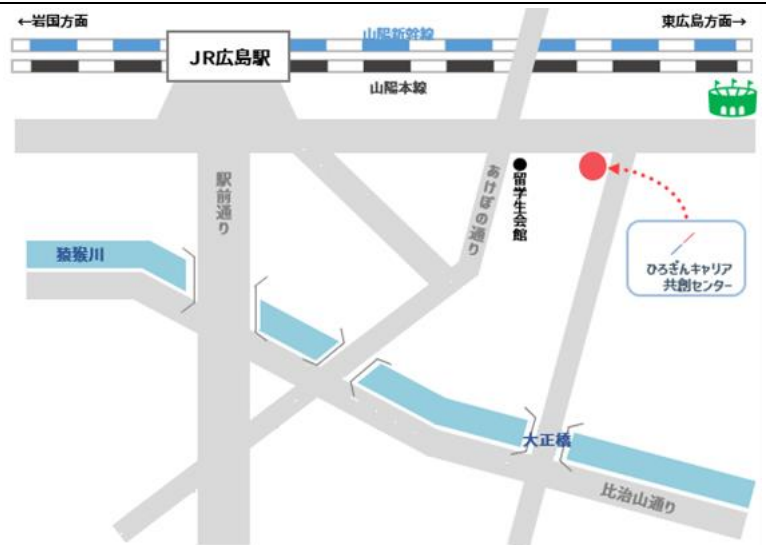 ←岩国方面
東広島方面→
山陽新幹線
JR広島駅
山陽本線
駅前通り
あけぼの通り
●留学生会館
猿猴川
ひろぎんキャリア
共創センター
大正橋
比治山通り